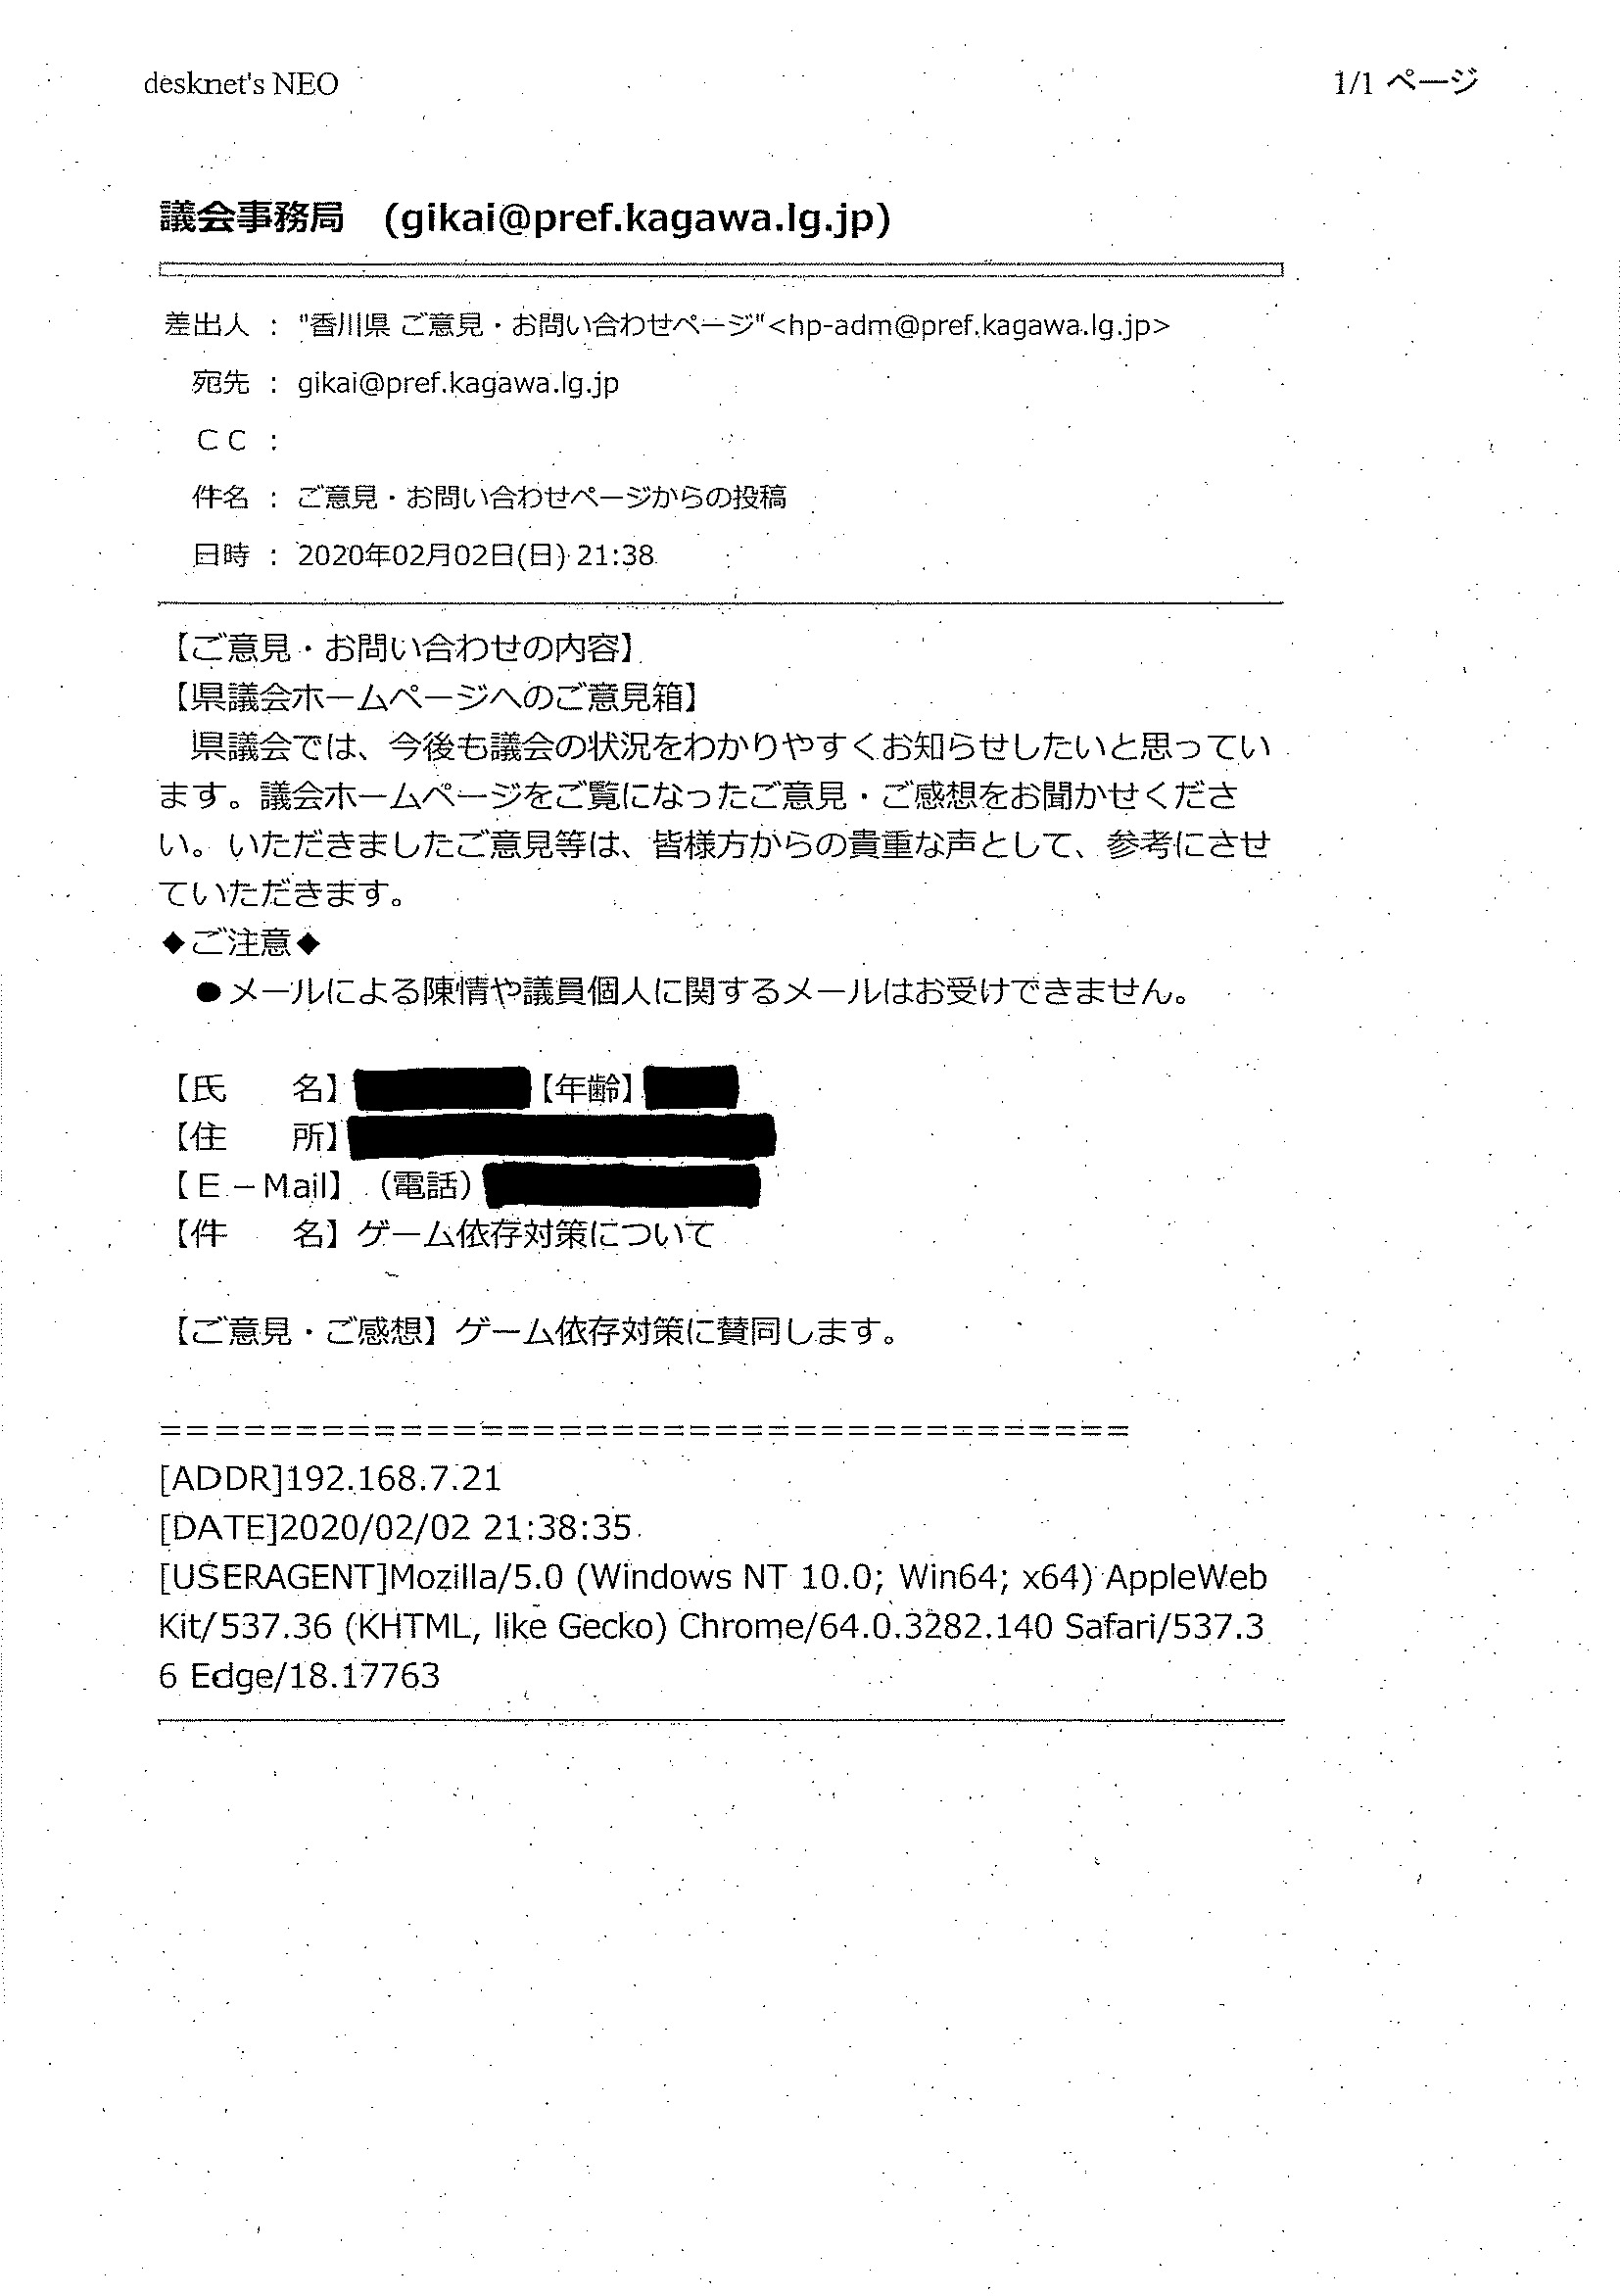 desknet's NEO
1/1 ページ
議会事務局　(gikai@pref.kagawa.lg.jp)
差出人 ： "香川県 ご意見・お問い合わせページ"<hp-adm@pref.kagawa.lg.jp>
宛先 ： gikai@pref.kagawa.lg.jp
ＣＣ ：
件名 ： ご意見・お問い合わせページからの投稿
日時 ： 2020年02月02日(日) 21:38
【ご意見・お問い合わせの内容】
【県議会ホームページへのご意見箱】
　県議会では、今後も議会の状況をわかりやすくお知らせしたいと思ってい
ます。議会ホームページをご覧になったご意見・ご感想をお聞かせくださ
い。いただきましたご意見等は、皆様方からの貴重な声として、参考にさせ
ていただきます。
◆ご注意◆
　●メールによる陳情や議員個人に関するメールはお受けできません。
【氏　　名】【年齢】
【住　　所】
【Ｅ－Mail】（電話）
【件　　名】ゲーム依存対策について
【ご意見・ご感想】ゲーム依存対策に賛同します。
=====================================
[ADDR]192.168.7.21
[DATE]2020/02/02 21:38:35
[USERAGENT]Mozilla/5.0 (Windows NT 10.0; Win64; x64) AppleWeb
Kit/537.36 (KHTML, like Gecko) Chrome/64.0.3282.140 Safari/537.3
6 Edge/18.17763